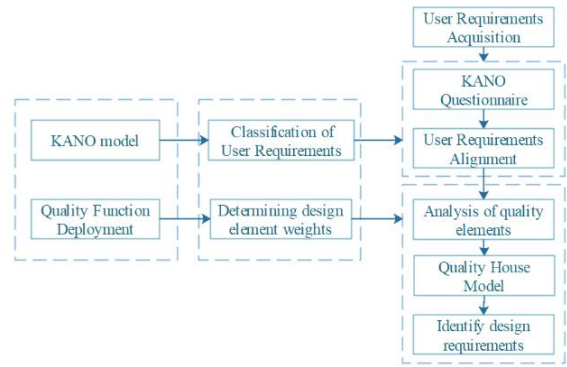 User Requirements
Acquisition
KANO
Questionnaire
KANO model
Classification of
User Requirements
User Requirements
Alignment
Quality Function
Deployment
Determining design
element weights
Analysis of quality
elements
Quality House
Model
Identify design
requirements